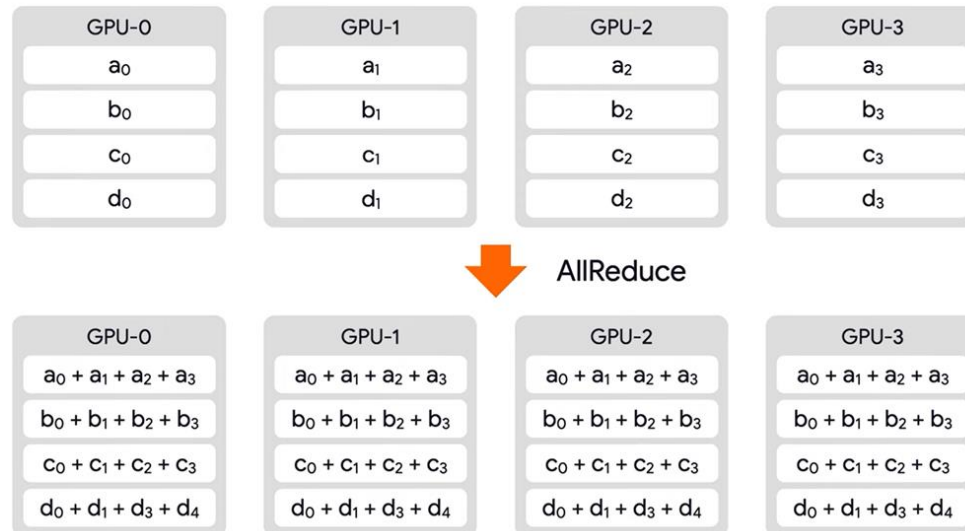 GPU-0 GPU-1 GPU-2 GPU-3
a₀ a₁ a₂ a₃
b₀ b₁ b₂ b₃
c₀ c₁ c₂ c₃
d₀ d₁ d₂ d₃
AllReduce
GPU-0 GPU-1 GPU-2 GPU-3
a₀ + a₁ + a₂ + a₃ a₀ + a₁ + a₂ + a₃ a₀ + a₁ + a₂ + a₃ a₀ + a₁ + a₂ + a₃
b₀ + b₁ + b₂ + b₃ b₀ + b₁ + b₂ + b₃ b₀ + b₁ + b₂ + b₃ b₀ + b₁ + b₂ + b₃
c₀ + c₁ + c₂ + c₃ c₀ + c₁ + c₂ + c₃ c₀ + c₁ + c₂ + c₃ c₀ + c₁ + c₂ + c₃
d₀ + d₁ + d₃ + d₄ d₀ + d₁ + d₃ + d₄ d₀ + d₁ + d₃ + d₄ d₀ + d₁ + d₃ + d₄